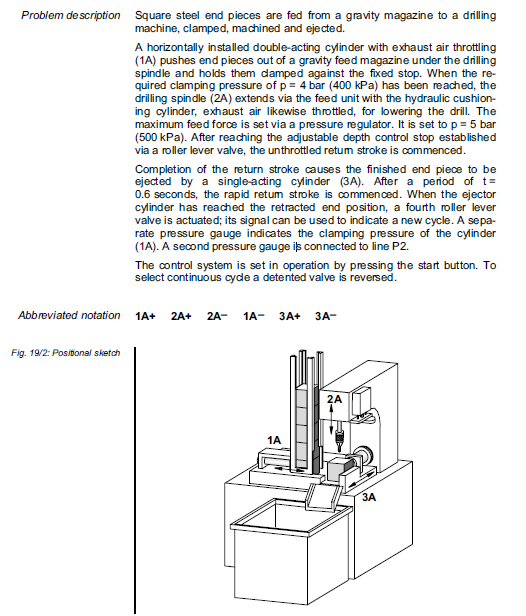 Problem description
Square steel end pieces are fed from a gravity magazine to a drilling
machine, clamped, machined and ejected.
A horizontally installed double-acting cylinder with exhaust air throttling
(1A) pushes end pieces out of a gravity feed magazine under the drilling
spindle and holds them clamped against the fixed stop. When the re-
quired clamping pressure of p = 4 bar (400 kPa) has been reached, the
drilling spindle (2A) extends via the feed unit with the hydraulic cushion-
ing cylinder, exhaust air likewise throttled, for lowering the drill. The
maximum feed force is set via a pressure regulator. It is set to p = 5 bar
(500 kPa). After reaching the adjustable depth control stop established
via a roller lever valve, the unthrottled return stroke is commenced.
Completion of the return stroke causes the finished end piece to be
ejected by a single-acting cylinder (3A). After a period of t =
0.6 seconds, the rapid return stroke is commenced. When the ejector
cylinder has reached the retracted end position, a fourth roller lever
valve is actuated; its signal can be used to indicate a new cycle. A sepa-
rate pressure gauge indicates the clamping pressure of the cylinder
(1A). A second pressure gauge is connected to line P2.
The control system is set in operation by pressing the start button. To
select continuous cycle a detented valve is reversed.
Abbreviated notation
1A+ 2A+ 2A– 1A– 3A+ 3A–
Fig. 19/2: Positional sketch
2A
1A
3A